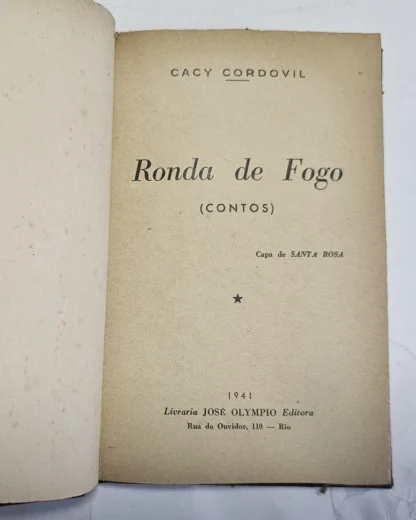 CACY CORDOVIL
Ronda de Fogo
(CONTOS)
Capa de SANTA ROSA
1941
Livraria JOSÉ OLYMPIO Editora
Rua do Ouvidor, 110 — Rio